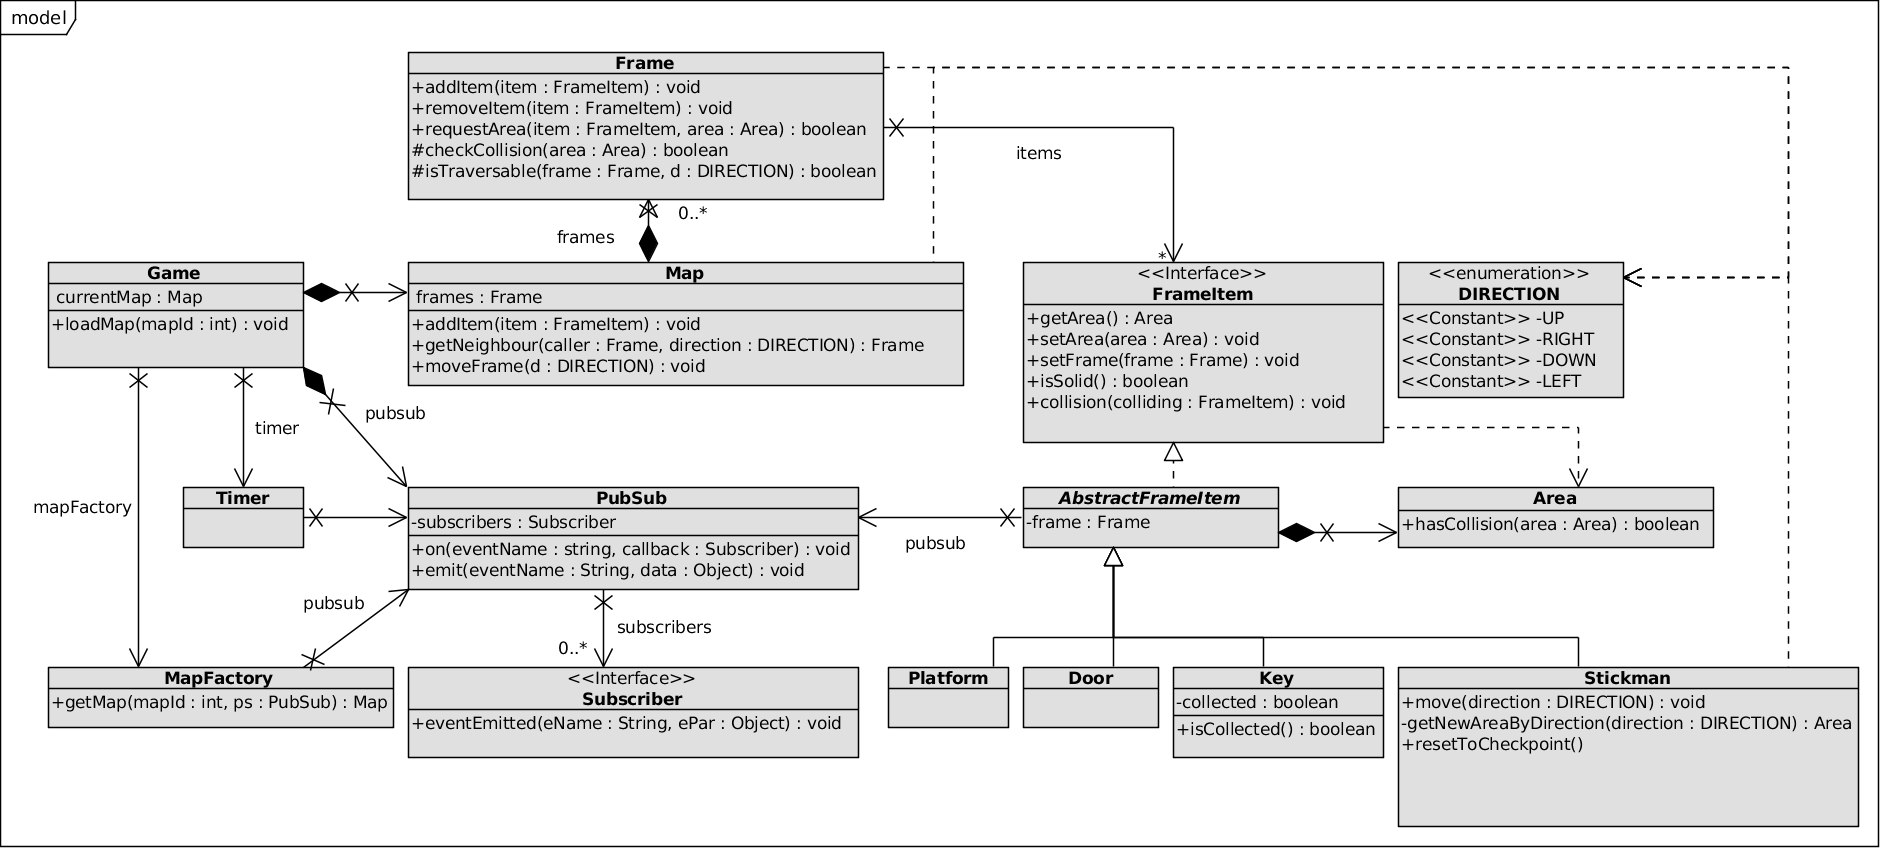 model
Frame
+addItem(item : FrameItem) : void
+removeItem(item : FrameItem) : void
+requestArea(item : FrameItem, area : Area) : boolean
#checkCollision(area : Area) : boolean
#isTraversable(frame : Frame, d : DIRECTION) : boolean
items
0..*
frames
*
Game
currentMap : Map
+loadMap(mapId : int) : void
Map
frames : Frame
+addItem(item : FrameItem) : void
+getNeighbour(caller : Frame, direction : DIRECTION) : Frame
+moveFrame(d : DIRECTION) : void
<<Interface>>
FrameItem
+getArea() : Area
+setArea(area : Area) : void
+setFrame(frame : Frame) : void
+isSolid() : boolean
+collision(colliding : FrameItem) : void
<<enumeration>>
DIRECTION
<<Constant>> -UP
<<Constant>> -RIGHT
<<Constant>> -DOWN
<<Constant>> -LEFT
pubsub
timer
mapFactory
Timer
PubSub
-subscribers : Subscriber
+on(eventName : string, callback : Subscriber) : void
+emit(eventName : String, data : Object) : void
pubsub
AbstractFrameItem
-frame : Frame
Area
+hasCollision(area : Area) : boolean
pubsub
subscribers
0..*
MapFactory
+getMap(mapId : int, ps : PubSub) : Map
<<Interface>>
Subscriber
+eventEmitted(eName : String, ePar : Object) : void
Platform
Door
Key
-collected : boolean
+isCollected() : boolean
Stickman
+move(direction : DIRECTION) : void
-getNewAreaByDirection(direction : DIRECTION) : Area
+resetToCheckpoint()